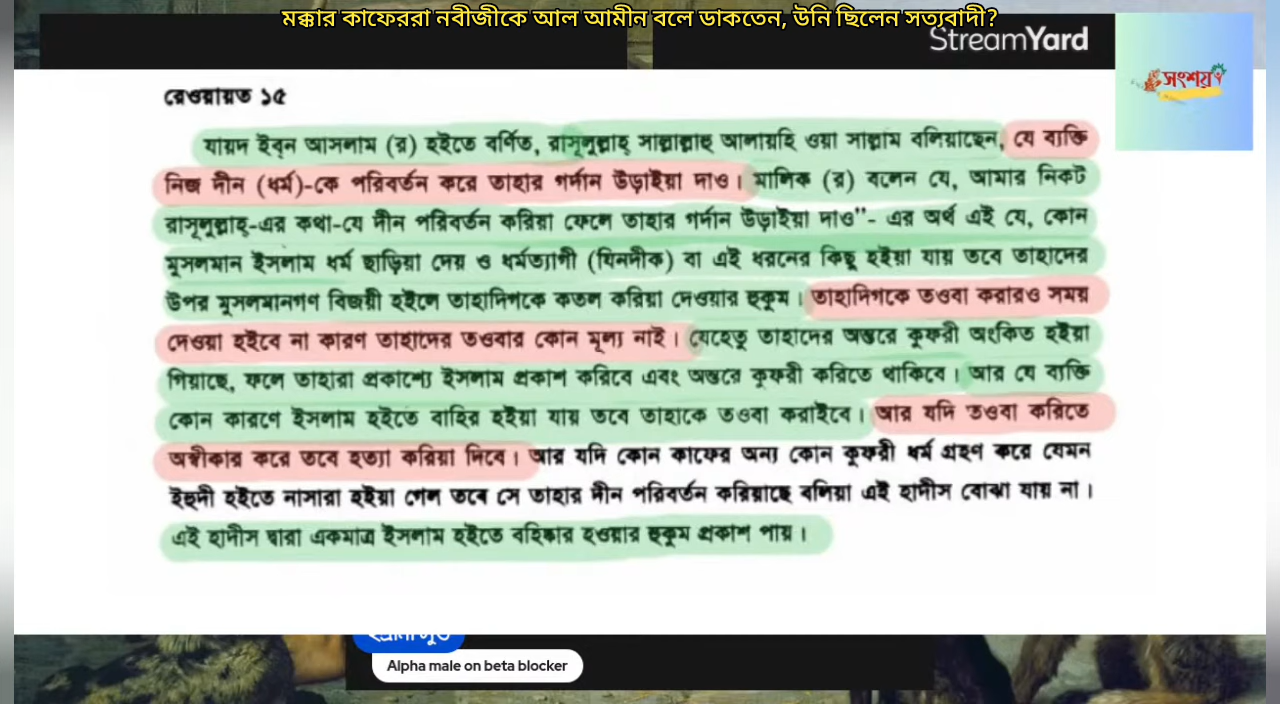 মক্কার কাফেররা নবীজীকে আল আমীন বলে ডাকতেন, উনি ছিলেন সত্যবাদী?
StreamYard
সংশয়
রেওয়ায়ত ১৫
যায়দ ইব্‌ন আসলাম (র) হইতে বর্ণিত, রাসূলুল্লাহ্ সাল্লাল্লাহু আলায়হি ওয়া সাল্লাম বলিয়াছেন, যে ব্যক্তি
নিজ দীন (ধর্ম)-কে পরিবর্তন করে তাহার গর্দান উড়াইয়া দাও। মালিক (র) বলেন যে, আমার নিকট
রাসূলুল্লাহ্-এর কথা-যে দীন পরিবর্তন করিয়া ফেলে তাহার গর্দান উড়াইয়া দাও"- এর অর্থ এই যে, কোন
মুসলমান ইসলাম ধর্ম ছাড়িয়া দেয় ও ধর্মত্যাগী (যিনদীক) বা এই ধরনের কিছু হইয়া যায় তবে তাহাদের
উপর মুসলমানগণ বিজয়ী হইলে তাহাদিগকে কতল করিয়া দেওয়ার হুকুম। তাহাদিগকে তওবা করারও সময়
দেওয়া হইবে না কারণ তাহাদের তওবার কোন মূল্য নাই। যেহেতু তাহাদের অন্তরে কুফরী অংকিত হইয়া
গিয়াছে, ফলে তাহারা প্রকাশ্যে ইসলাম প্রকাশ করিবে এবং অন্তরে কুফরী করিতে থাকিবে। আর যে ব্যক্তি
কোন কারণে ইসলাম হইতে বাহির হইয়া যায় তবে তাহাকে তওবা করাইবে। আর যদি তওবা করিতে
অস্বীকার করে তবে হত্যা করিয়া দিবে। আর যদি কোন কাফের অন্য কোন কুফরী ধর্ম গ্রহণ করে যেমন
ইহুদী হইতে নাসারা হইয়া গেল তবে সে তাহার দীন পরিবর্তন করিয়াছে বলিয়া এই হাদীস বোঝা যায় না।
এই হাদীস দ্বারা একমাত্র ইসলাম হইতে বহিষ্কার হওয়ার হুকুম প্রকাশ পায়।
Alpha male on beta blocker